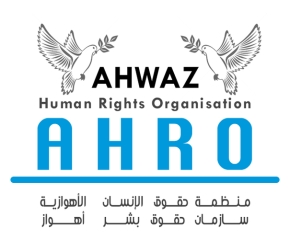 AHWAZ
Human Rights Organisation
AHRO
منظمة حقوق الإنسان الأهوازية
سازمان حقوق بشر أهواز